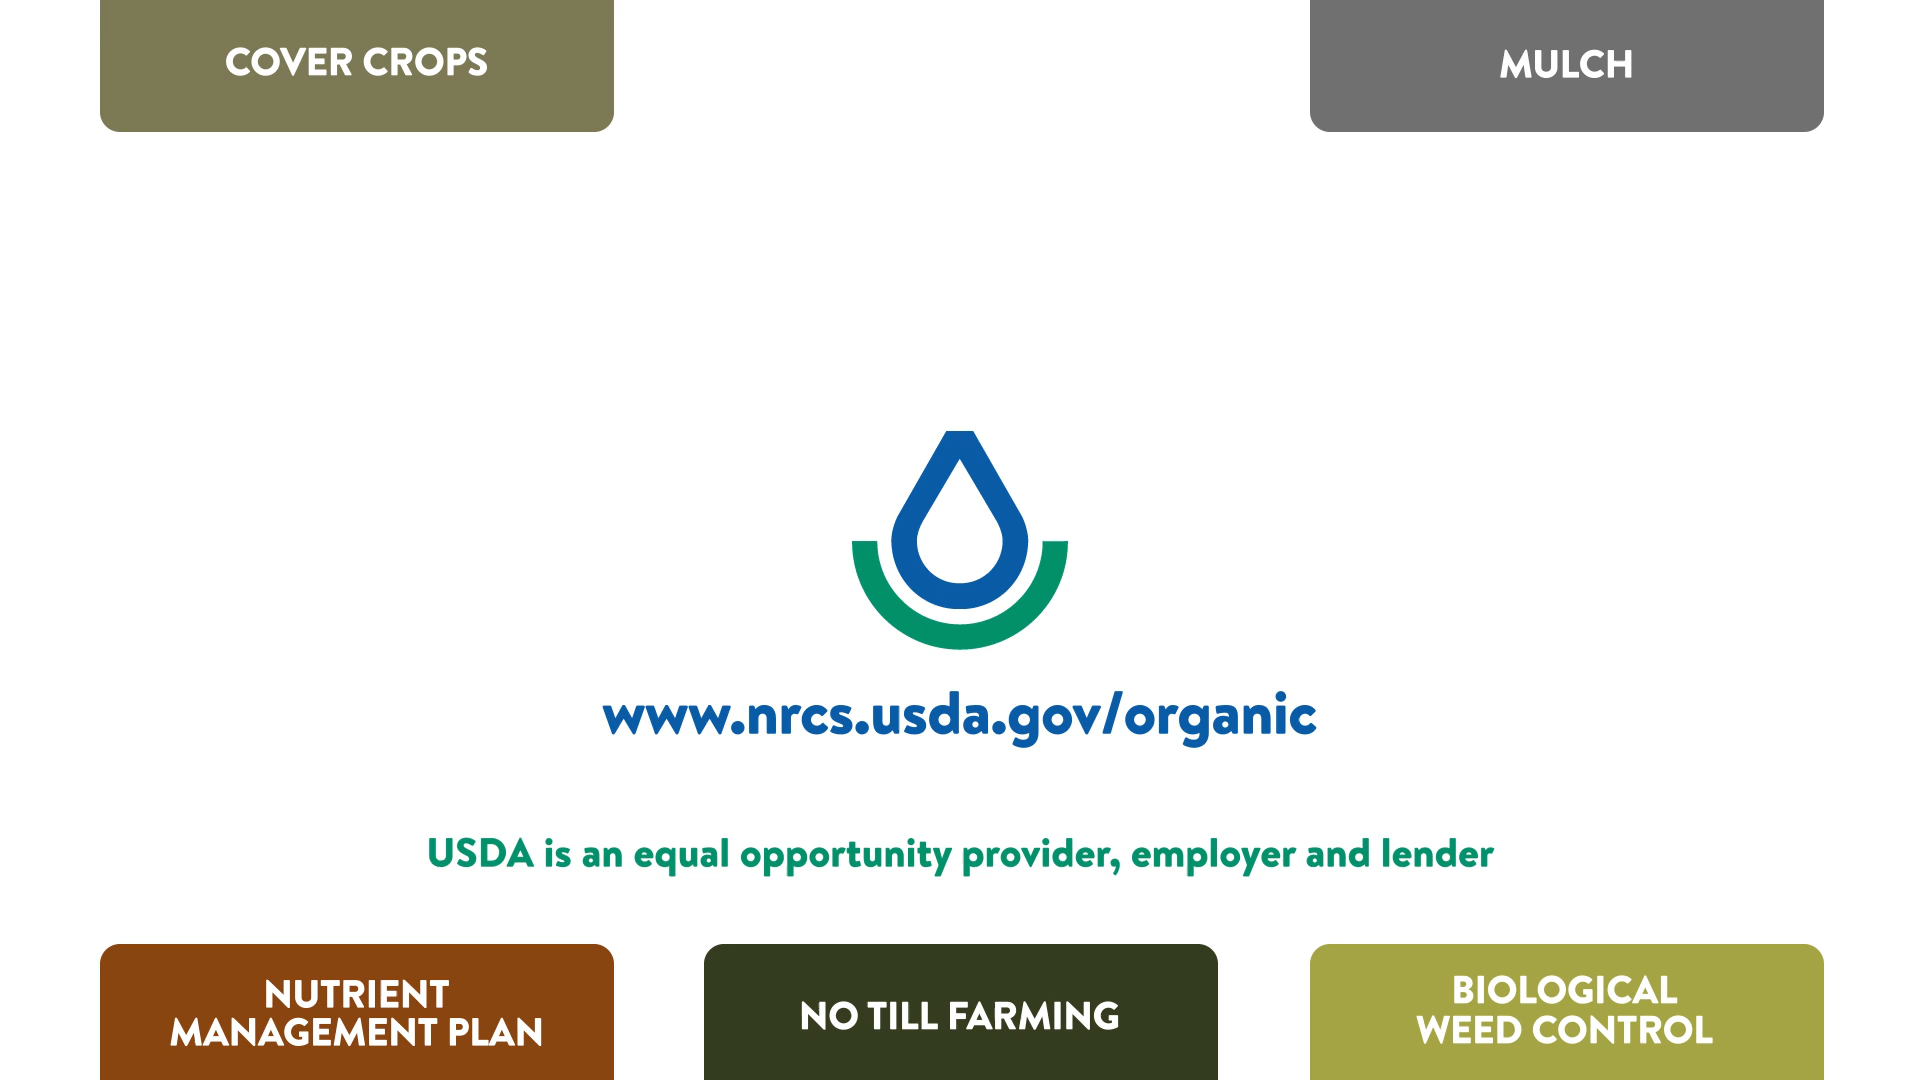 COVER CROPS
MULCH
www.nrcs.usda.gov/organic
USDA is an equal opportunity provider, employer and lender
NUTRIENT
MANAGEMENT PLAN
NO TILL FARMING
BIOLOGICAL
WEED CONTROL